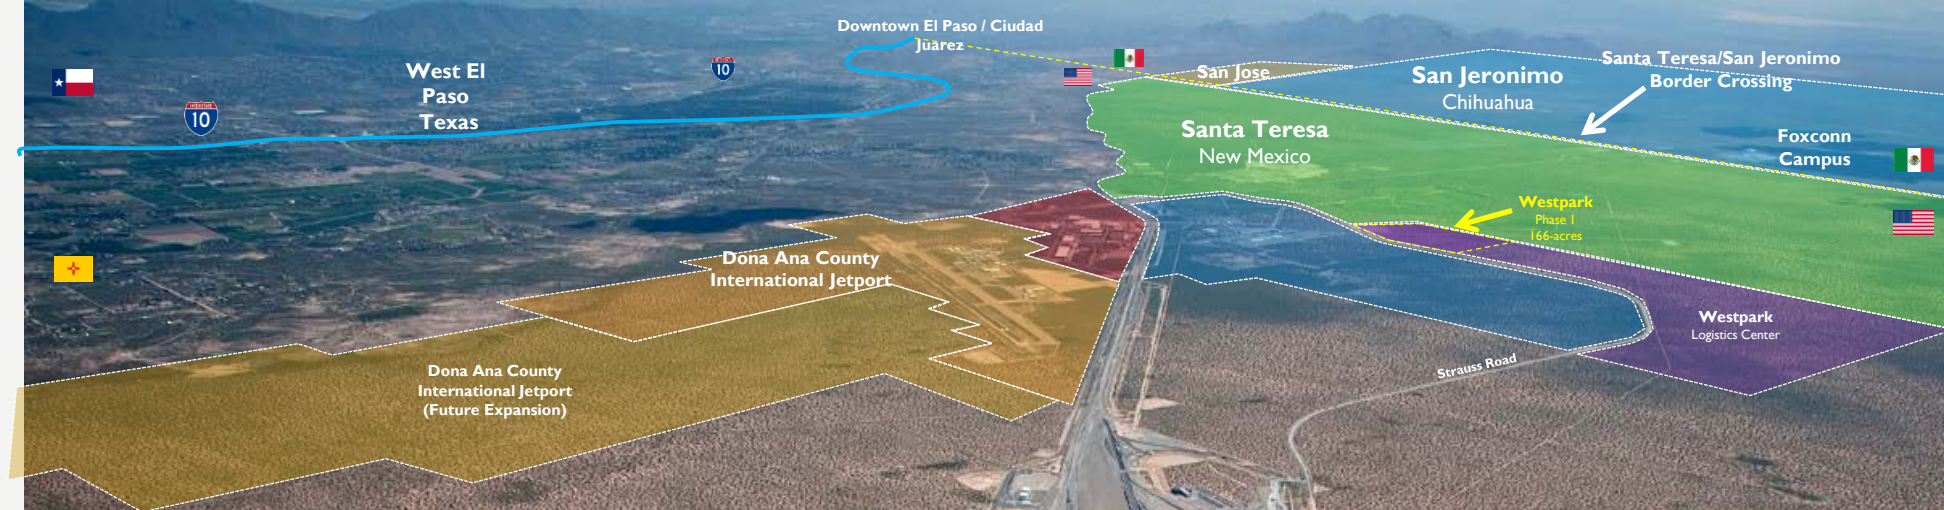 Downtown El Paso / Ciudad
Juarez
West El
Paso
Texas
INTERSTATE
10
10
San Jose
San Jeronimo
Chihuahua
Santa Teresa/San Jeronimo
Border Crossing
Santa Teresa
New Mexico
Foxconn
Campus
Westpark
Phase 1
166-acres
Dona Ana County
International Jetport
Westpark
Logistics Center
Strauss Road
Dona Ana County
International Jetport
(Future Expansion)